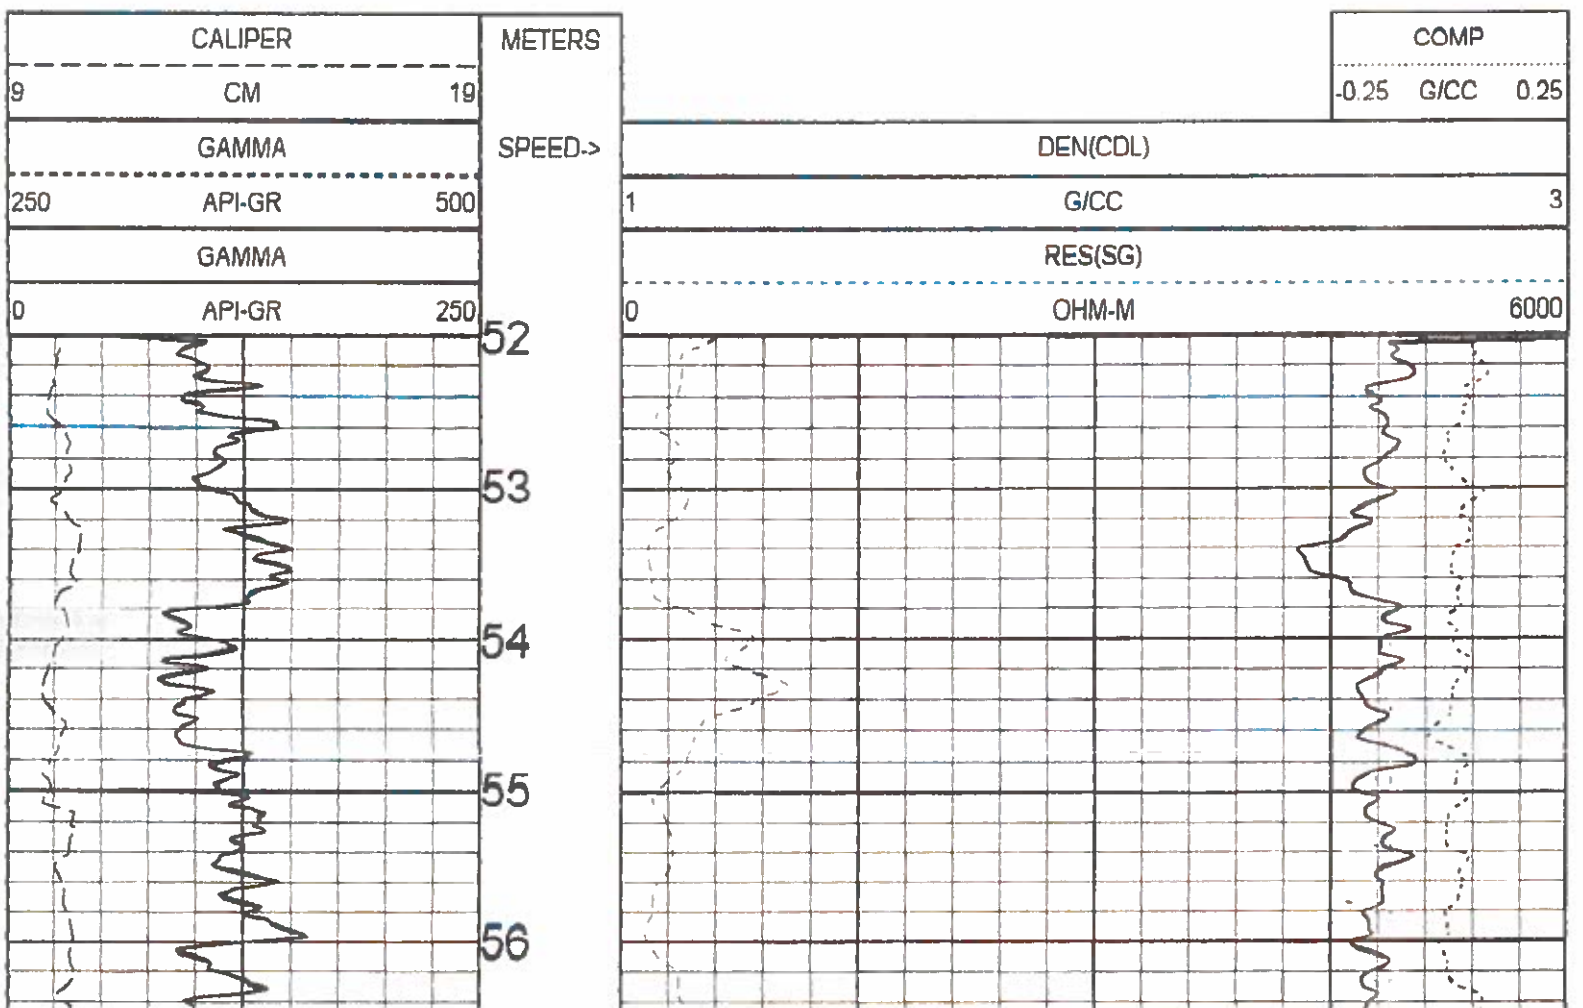 CALIPER
9 CM 19
GAMMA
250 API-GR 500
GAMMA
0 API-GR 250
METERS
SPEED->
COMP
-0.25 G/CC 0.25
DEN(CDL)
1 G/CC 3
RES(SG)
0 OHM-M 6000
52
53
54
55
56